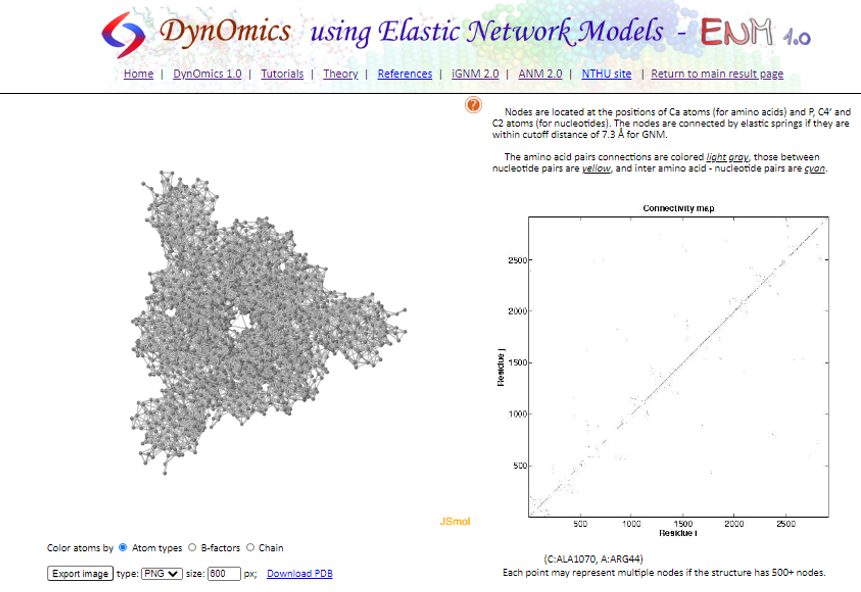 DynOmics using Elastic Network Models - ENM 1.0
Home | DynOmics 1.0 | Tutorials | Theory | References | iGNM 2.0 | ANM 2.0 | NTHU site | Return to main result page
?
Nodes are located at the positions of Ca atoms (for amino acids) and P, C4' and
C2 atoms (for nucleotides). The nodes are connected by elastic springs if they are
within cutoff distance of 7.3 Å for GNM.
The amino acid pairs connections are colored light gray, those between
nucleotide pairs are yellow, and inter amino acid - nucleotide pairs are cyan.
Connectivity map
2500
2000
1500
1000
500
Residue j
500 1000 1500 2000 2500
Residue i
JSmol
Color atoms by Atom types B-factors Chain
(C:ALA1070, A:ARG44)
Each point may represent multiple nodes if the structure has 500+ nodes.
Export image type: PNG size: 600 px; Download PDB